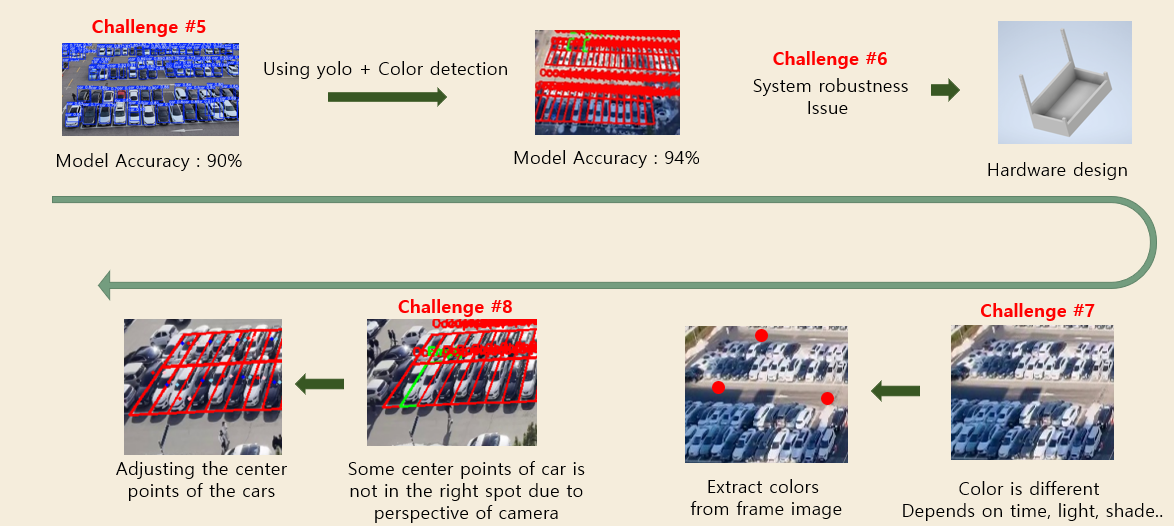 Challenge #5
Using yolo + Color detection
Model Accuracy : 90%
Model Accuracy : 94%
Challenge #6
System robustness
Issue
Hardware design
Challenge #7
Color is different
Depends on time, light, shade..
Extract colors
from frame image
Challenge #8
Some center points of car is
not in the right spot due to
perspective of camera
Adjusting the center
points of the cars